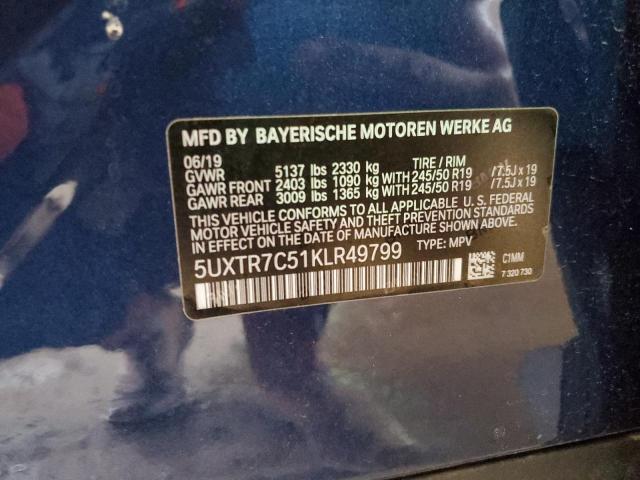 MFD BY BAYERISCHE MOTOREN WERKE AG
06/19 TIRE / RIM
GVWR 5137 lbs 2330 kg
GAWR FRONT 2403 lbs 1090 kg WITH 245/50 R19 /7.5J x 19
GAWR REAR 3009 lbs 1365 kg WITH 245/50 R19 /7.5J x 19
THIS VEHICLE CONFORMS TO ALL APPLICABLE U. S. FEDERAL
MOTOR VEHICLE SAFETY AND THEFT PREVENTION STANDARDS
IN EFFECT ON THE DATE OF MANUFACTURE SHOWN ABOVE.
5UXTR7C51KLR49799 TYPE: MPV
C1MM
7 320 730